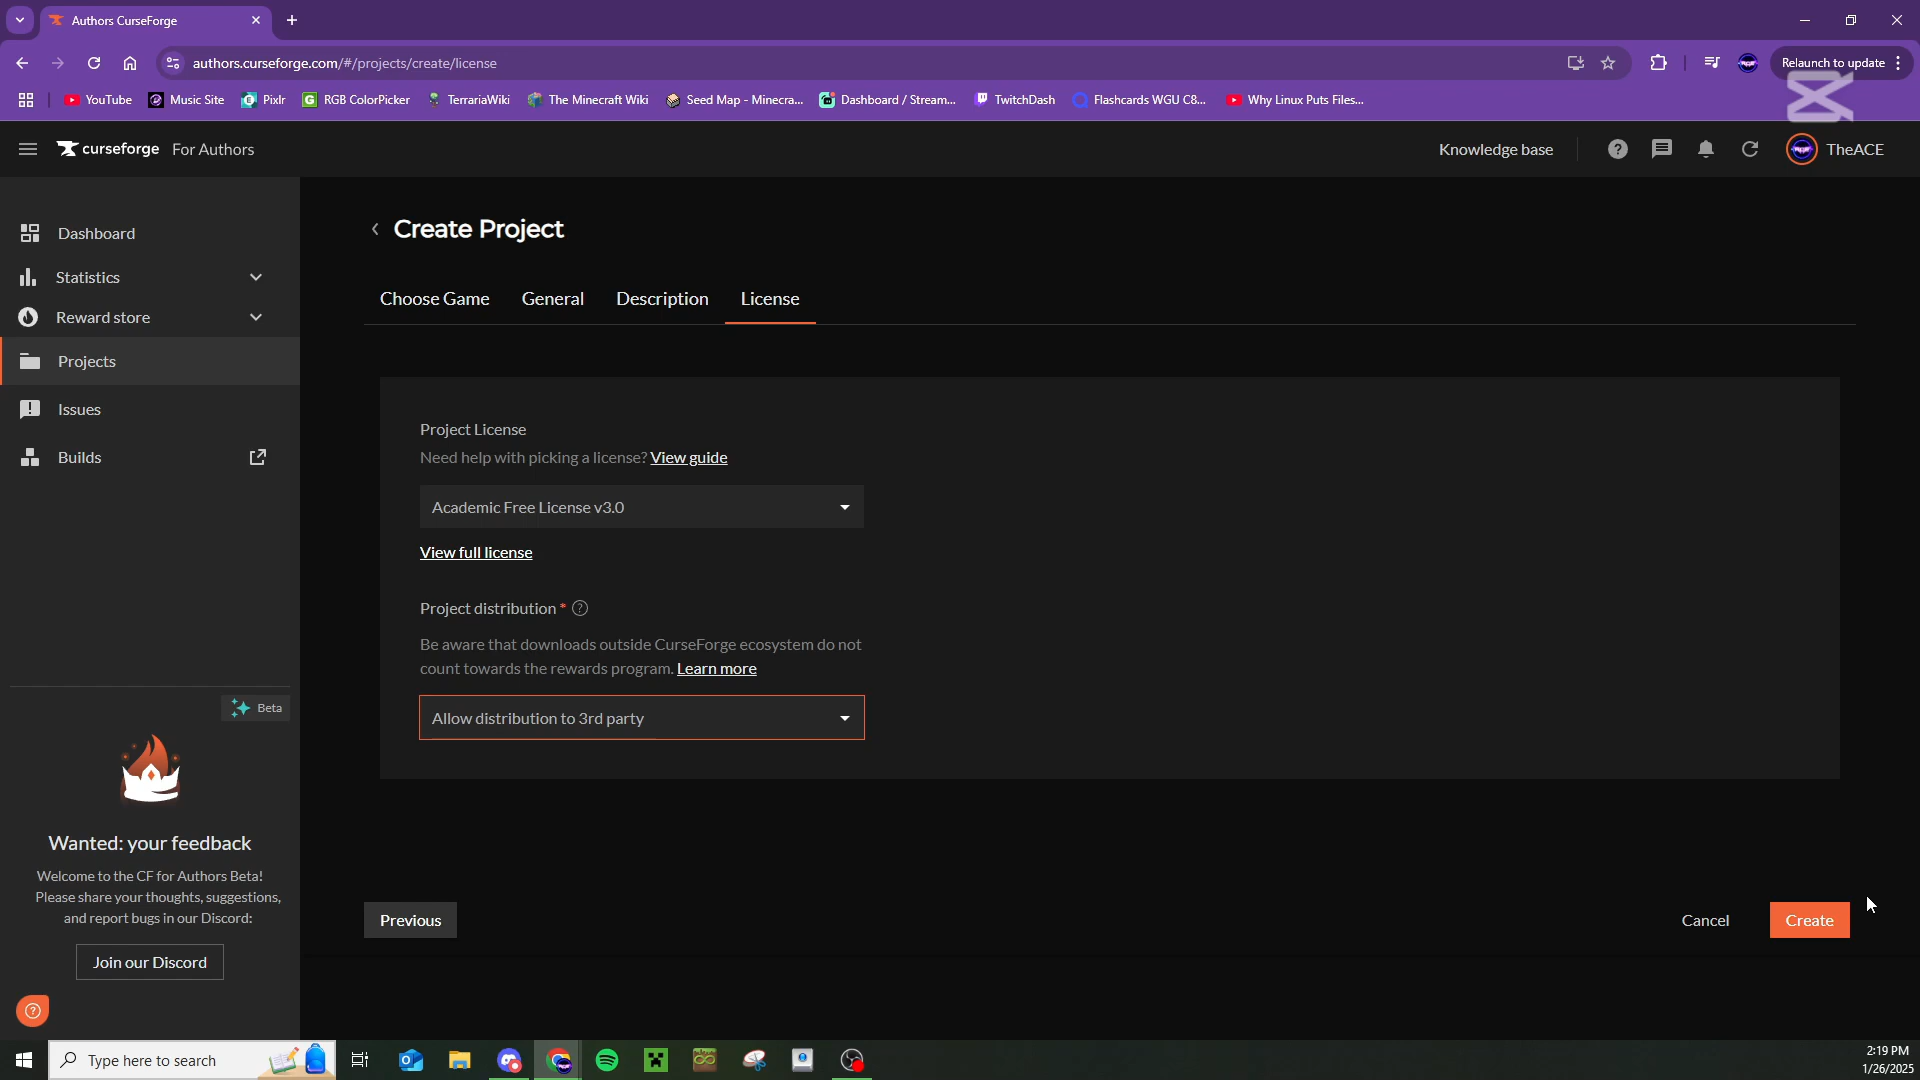 Authors CurseForge
authors.curseforge.com/#/projects/create/license
Relaunch to update
YouTube
Music Site
Pixlr
RGB ColorPicker
TerrariaWiki
The Minecraft Wiki
Seed Map - Minecra...
Dashboard / Stream...
TwitchDash
Flashcards WGU C8...
Why Linux Puts Files...
curseforge For Authors
Knowledge base
TheACE
Dashboard
Statistics
Reward store
Projects
Issues
Builds
Create Project
Choose Game
General
Description
License
Project License
Need help with picking a license? View guide
Academic Free License v3.0
View full license
Project distribution *
Be aware that downloads outside CurseForge ecosystem do not
count towards the rewards program. Learn more
Allow distribution to 3rd party
Previous
Cancel
Create
Beta
Wanted: your feedback
Welcome to the CF for Authors Beta!
Please share your thoughts, suggestions,
and report bugs in our Discord:
Join our Discord
Type here to search
2:19 PM
1/26/2025